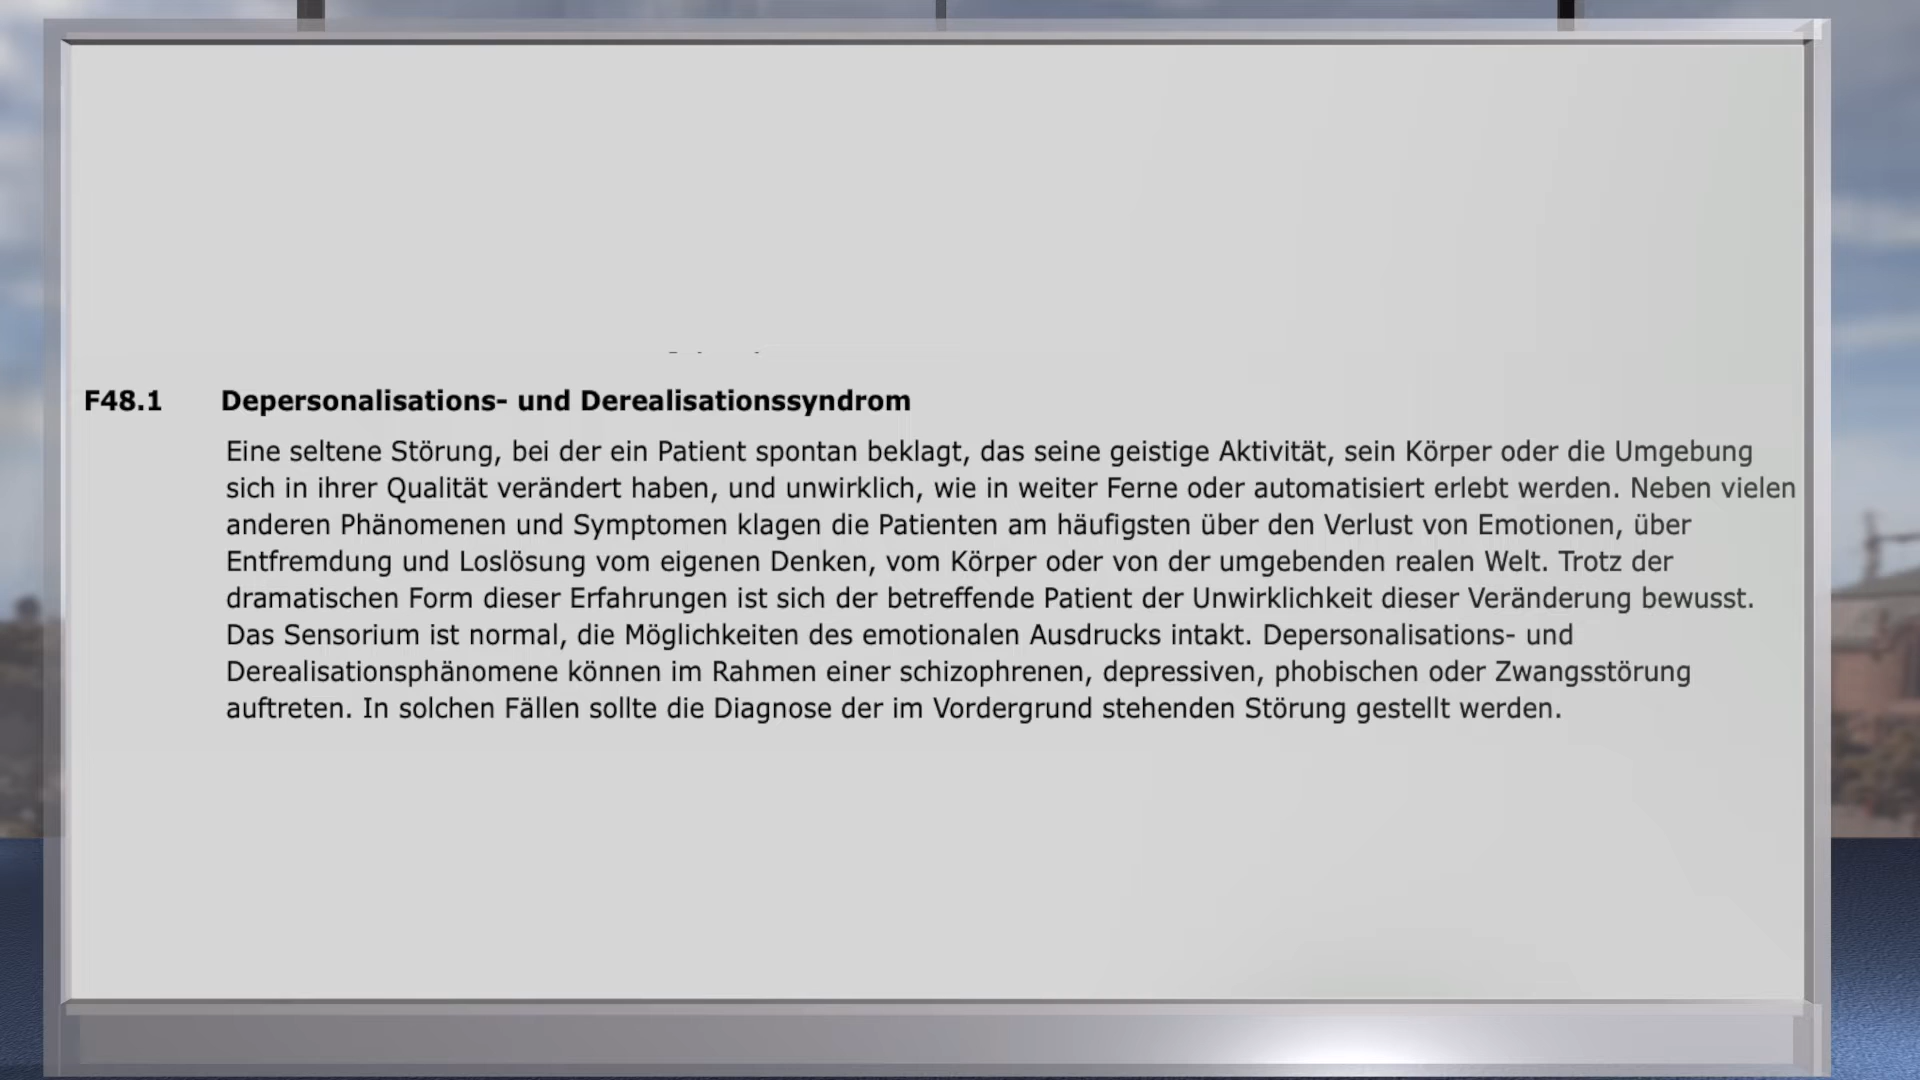 F48.1 Depersonalisations- und Derealisationssyndrom
Eine seltene Störung, bei der ein Patient spontan beklagt, das seine geistige Aktivität, sein Körper oder die Umgebung
sich in ihrer Qualität verändert haben, und unwirklich, wie in weiter Ferne oder automatisiert erlebt werden. Neben vielen
anderen Phänomenen und Symptomen klagen die Patienten am häufigsten über den Verlust von Emotionen, über
Entfremdung und Loslösung vom eigenen Denken, vom Körper oder von der umgebenden realen Welt. Trotz der
dramatischen Form dieser Erfahrungen ist sich der betreffende Patient der Unwirklichkeit dieser Veränderung bewusst.
Das Sensorium ist normal, die Möglichkeiten des emotionalen Ausdrucks intakt. Depersonalisations- und
Derealisationsphänomene können im Rahmen einer schizophrenen, depressiven, phobischen oder Zwangsstörung
auftreten. In solchen Fällen sollte die Diagnose der im Vordergrund stehenden Störung gestellt werden.